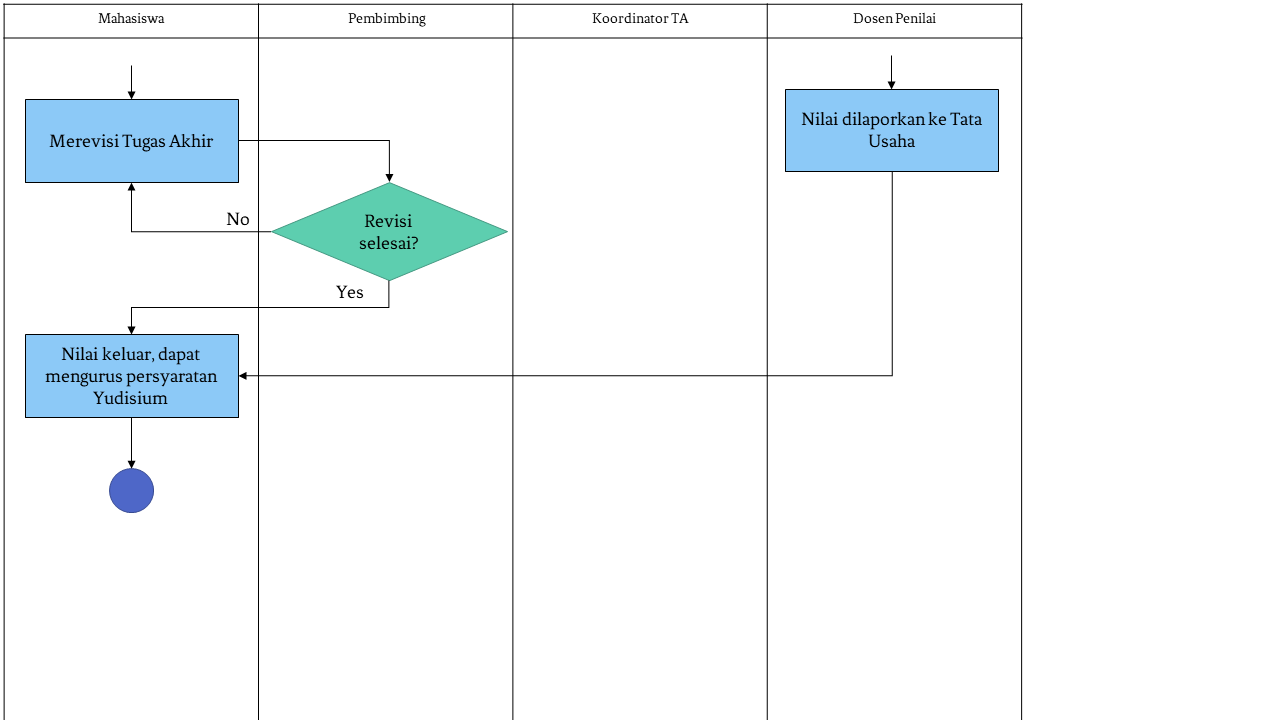 Mahasiswa
Pembimbing
Koordinator TA
Dosen Penilai
Merevisi Tugas Akhir
Nilai dilaporkan ke Tata
Usaha
No
Revisi
selesai?
Yes
Nilai keluar, dapat
mengurus persyaratan
Yudisium